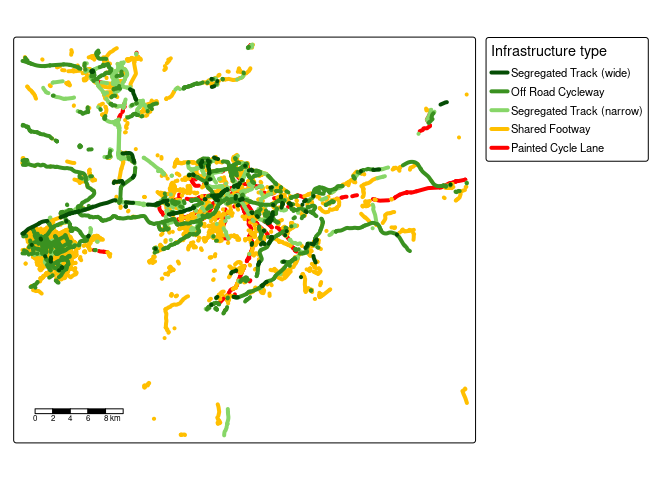 Infrastructure type
Segregated Track (wide)
Off Road Cycleway
Segregated Track (narrow)
Shared Footway
Painted Cycle Lane
0 2 4 6 8 km